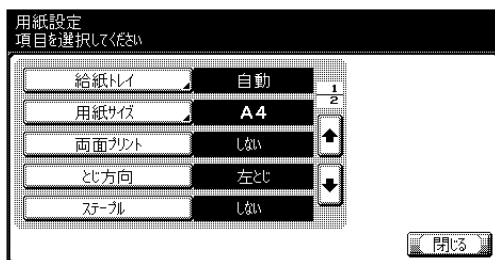 用紙設定
項目を選択してください
給紙トレイ 自動
用紙サイズ A4
両面プリント しない
とじ方向 左とじ
ステープル しない
1
2
閉じる